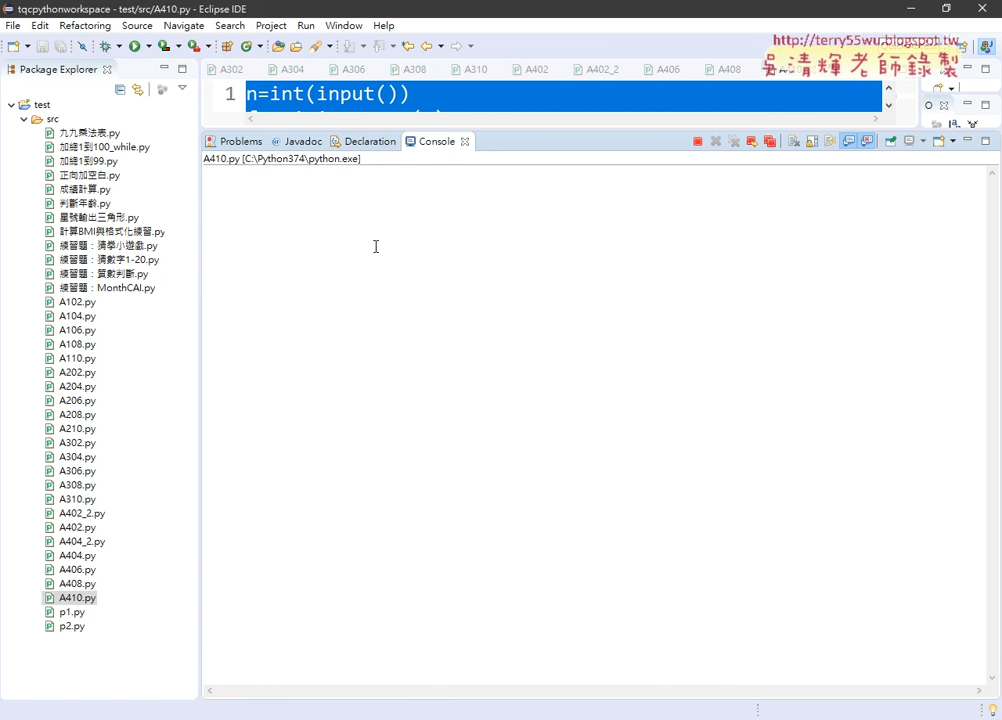 tqcpythonworkspace - test/src/A410.py - Eclipse IDE
File Edit Refactoring Source Navigate Search Project Run Window Help
http://terry55wu.blogspot.tw
吳清輝老師錄製
Package Explorer
A302 A304 A306 A308 A310 A402 A402_2 A406 A408
1 n=int(input())
Problems Javadoc Declaration Console
A410.py [C:\Python374\python.exe]
test
src
九九乘法表.py
加總1到100_while.py
加總1到99.py
正向加空白.py
成績計算.py
判斷年齡.py
星號輸出三角形.py
計算BMI與格式化練習.py
練習題：猜拳小遊戲.py
練習題：猜數字1-20.py
練習題：質數判斷.py
練習題：MonthCAl.py
A102.py
A104.py
A106.py
A108.py
A110.py
A202.py
A204.py
A206.py
A208.py
A210.py
A302.py
A304.py
A306.py
A308.py
A310.py
A402_2.py
A402.py
A404_2.py
A404.py
A406.py
A408.py
A410.py
p1.py
p2.py